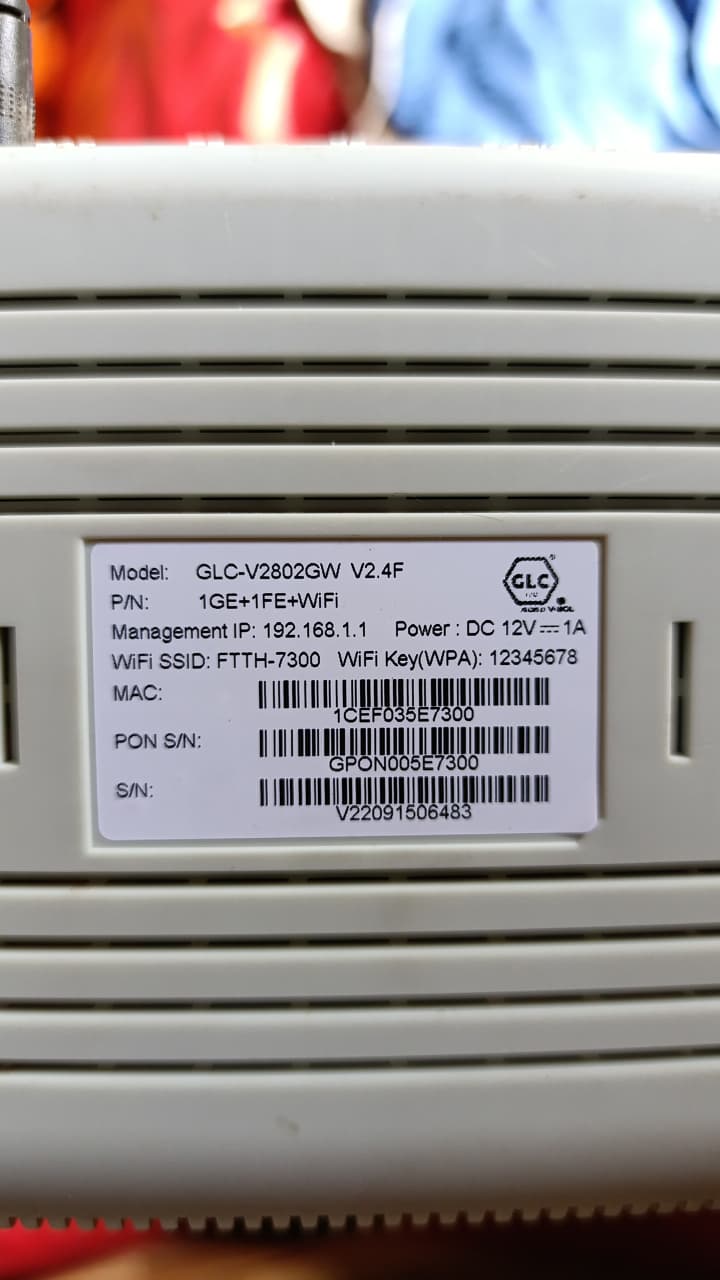 Model: GLC-V2802GW V2.4F
GLC
P/N: 1GE+1FE+WiFi
Management IP: 192.168.1.1 Power : DC 12V⎓1A
WiFi SSID: FTTH-7300 WiFi Key(WPA): 12345678
MAC:
1CEF035E7300
PON S/N:
GPON005E7300
S/N:
V22091506483